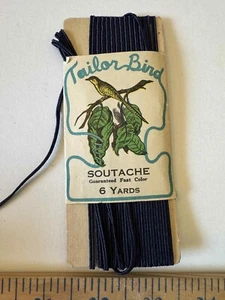 Tailor Bird
SOUTACHE
Guaranteed Fast Color
6 YARDS